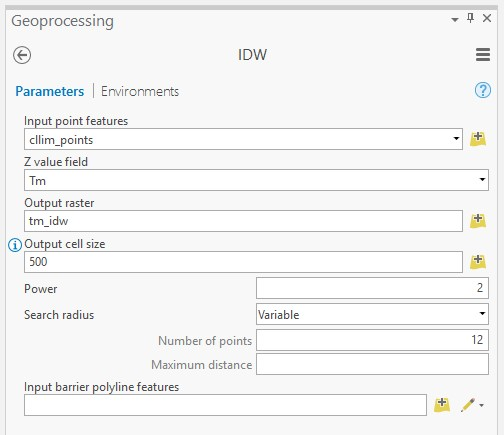 Geoprocessing
IDW
Parameters | Environments
Input point features
cllim_points
Z value field
Tm
Output raster
tm_idw
Output cell size
500
Power 2
Search radius Variable
Number of points 12
Maximum distance
Input barrier polyline features